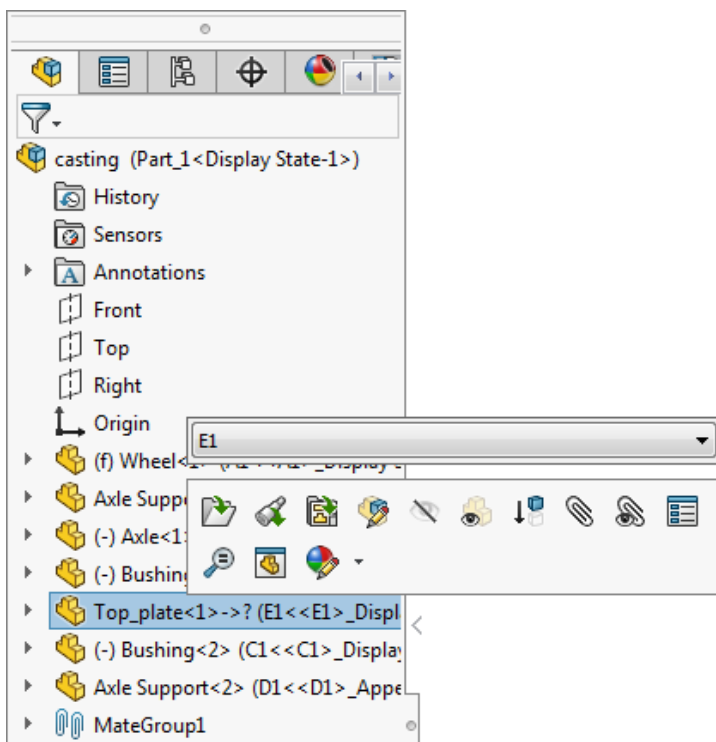 casting (Part_1<Display State-1>)
History
Sensors
A Annotations
Front
Top
Right
Origin
E1
(f) Wheel<1>
Axle Supp
(-) Axle<1>
(-) Bushing
Top_plate<1>->? (E1<<E1>_Displ
(-) Bushing<2> (C1<<C1>_Display
Axle Support<2> (D1<<D1>_Appe
MateGroup1